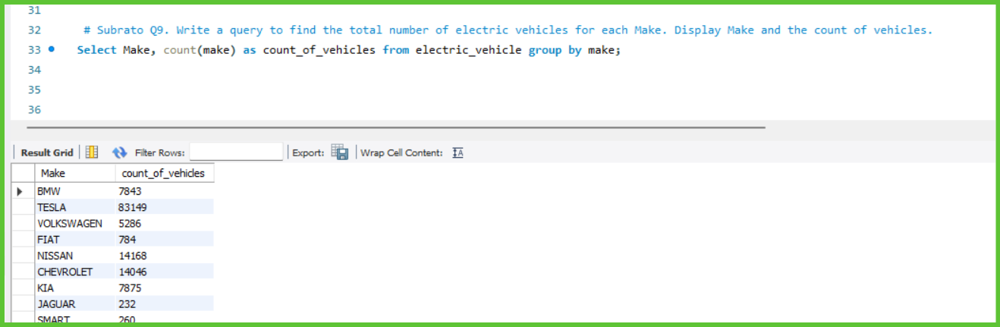 31
32 # Subrato Q9. Write a query to find the total number of electric vehicles for each Make. Display Make and the count of vehicles.
33 Select Make, count(make) as count_of_vehicles from electric_vehicle group by make;
34
35
36
Result Grid Filter Rows: Export: Wrap Cell Content:
Make count_of_vehicles
BMW 7843
TESLA 83149
VOLKSWAGEN 5286
FIAT 784
NISSAN 14168
CHEVROLET 14046
KIA 7875
JAGUAR 232
SMART 260